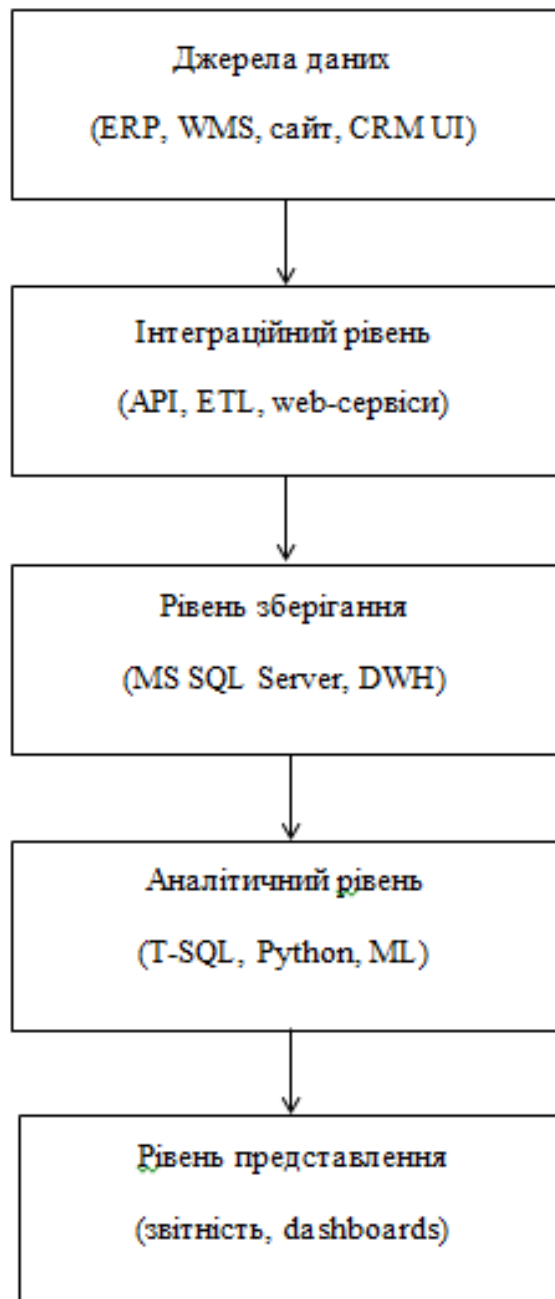 Джерела даних
(ERP, WMS, сайт, CRM UI)
Інтеграційний рівень
(API, ETL, web-сервіси)
Рівень зберігання
(MS SQL Server, DWH)
Аналітичний рівень
(T-SQL, Python, ML)
Рівень представлення
(звітність, dashboards)